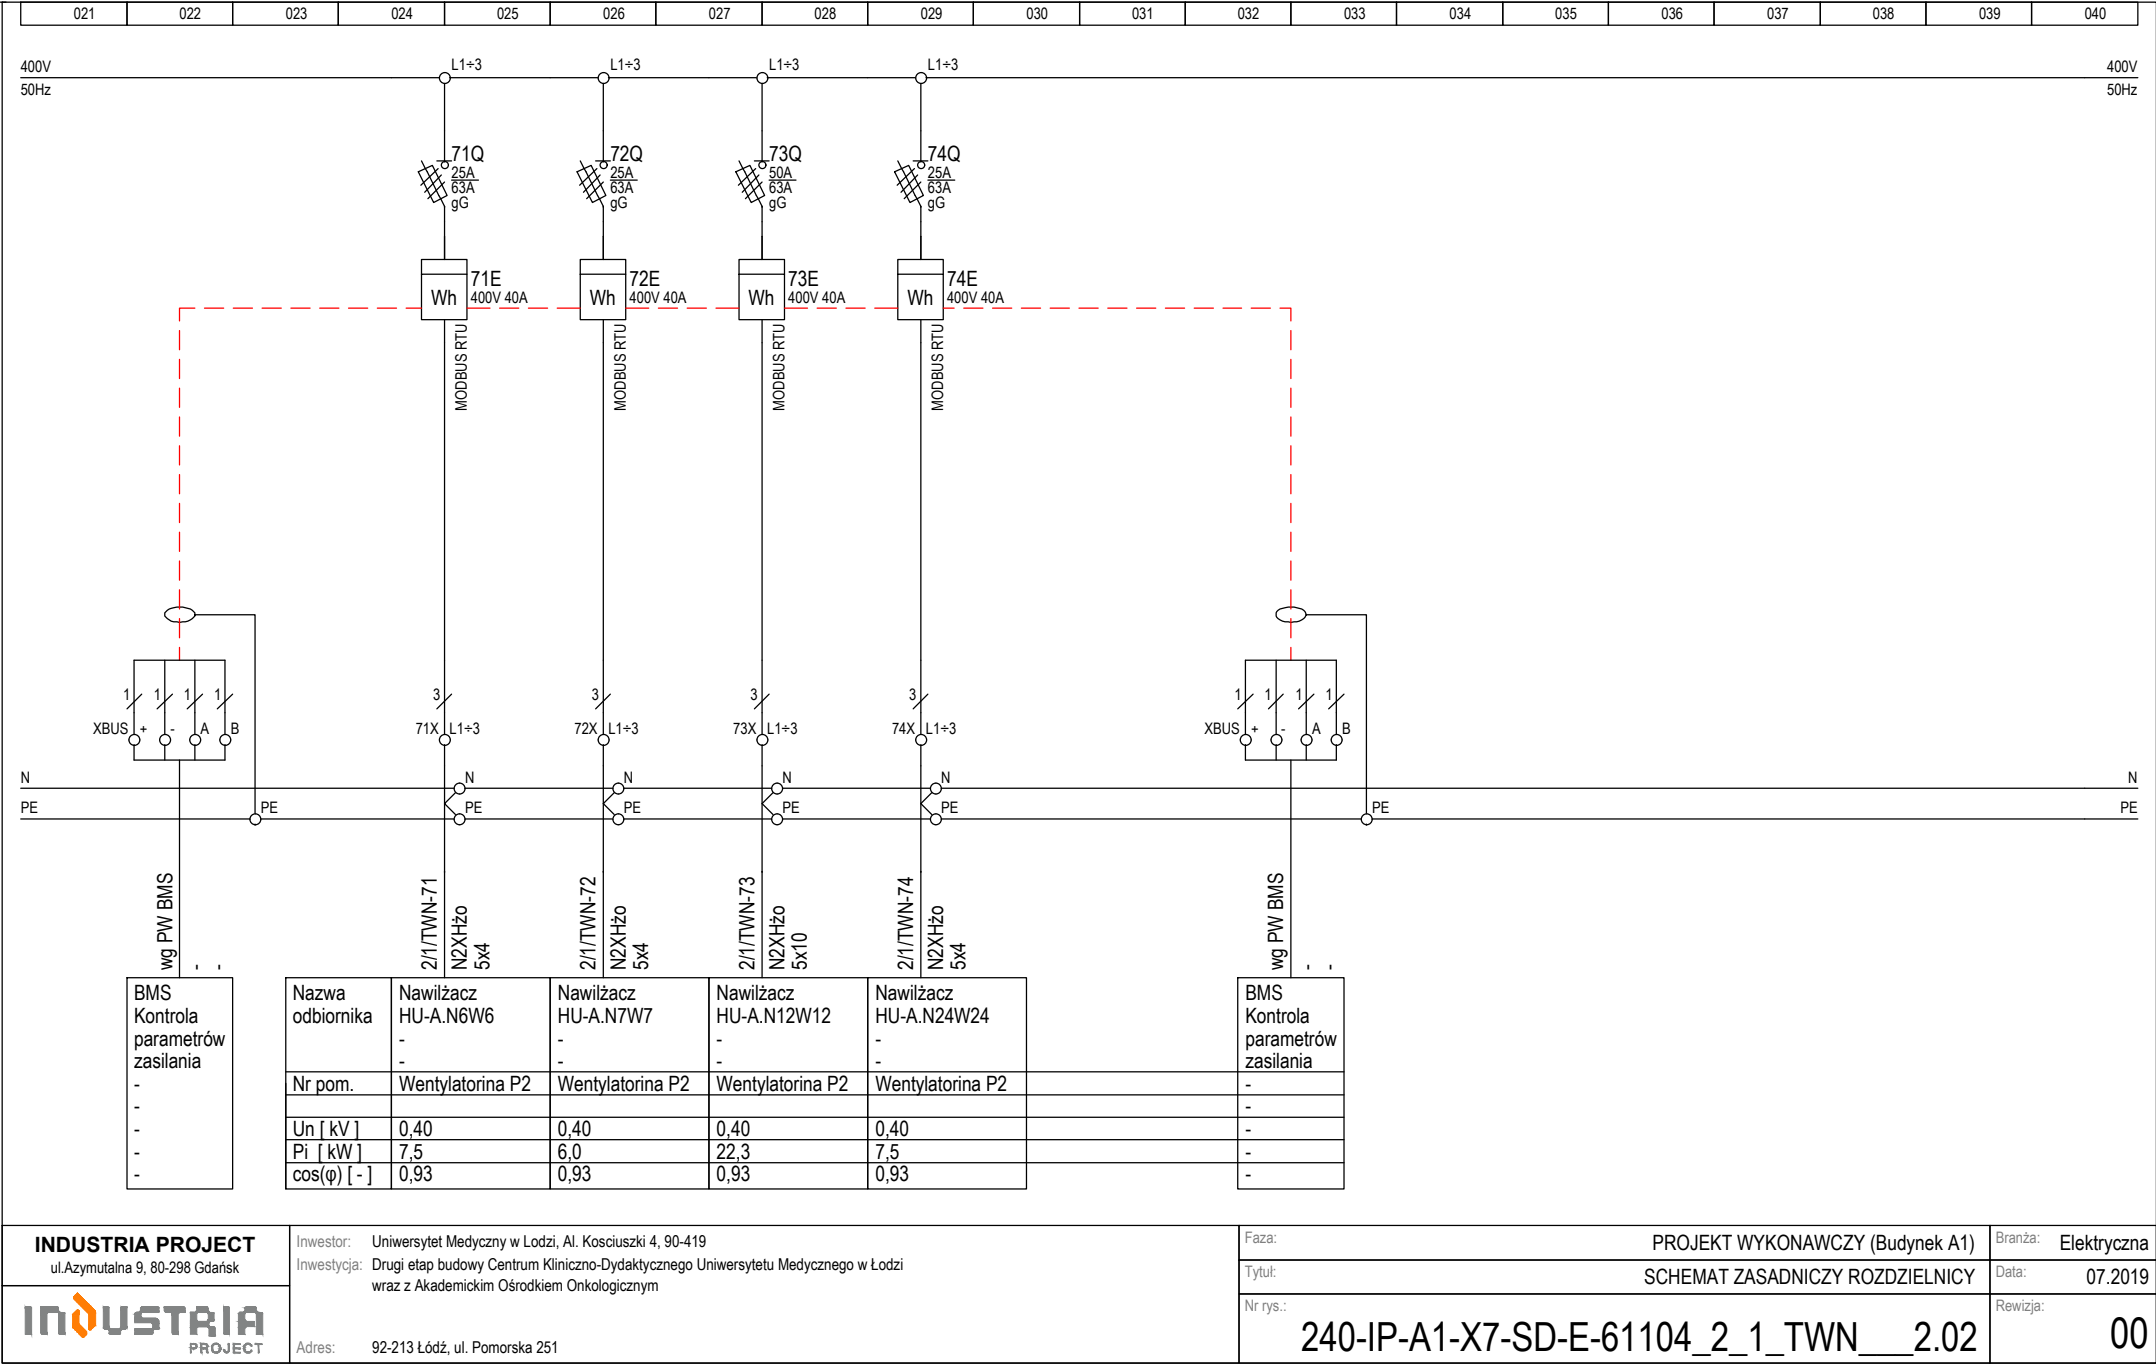 021 022 023 024 025 026 027 028 029 030 031 032 033 034 035 036 037 038 039 040
400V L1÷3 L1÷3 L1÷3 L1÷3 400V
50Hz 50Hz
71Q 72Q 73Q 74Q
25A 25A 50A 25A
63A 63A 63A 63A
gG gG gG gG
71E 72E 73E 74E
Wh 400V 40A Wh 400V 40A Wh 400V 40A Wh 400V 40A
MODBUS RTU MODBUS RTU MODBUS RTU MODBUS RTU
1 1 1 1 3 3 3 3 1 1 1 1
XBUS + - A B 71X L1÷3 72X L1÷3 73X L1÷3 74X L1÷3 XBUS + - A B
N N N N N N
PE PE PE PE PE PE PE PE
wg PW BMS - -
2/1/TWN-71 N2XHżo 5x4
2/1/TWN-72 N2XHżo 5x4
2/1/TWN-73 N2XHżo 5x10
2/1/TWN-74 N2XHżo 5x4
wg PW BMS - -
BMS
Kontrola
parametrów
zasilania
-
-
-
-
-
Nazwa odbiornika
Nawilżacz HU-A.N6W6 - -
Nawilżacz HU-A.N7W7 - -
Nawilżacz HU-A.N12W12 - -
Nawilżacz HU-A.N24W24 - -
Nr pom. Wentylatorina P2 Wentylatorina P2 Wentylatorina P2 Wentylatorina P2
Un [ kV ] 0,40 0,40 0,40 0,40
Pi [ kW ] 7,5 6,0 22,3 7,5
cos(φ) [ - ] 0,93 0,93 0,93 0,93
BMS
Kontrola
parametrów
zasilania
-
-
-
-
-
INDUSTRIA PROJECT
ul.Azymutalna 9, 80-298 Gdańsk
INDUSTRIA
PROJECT
Inwestor: Uniwersytet Medyczny w Lodzi, Al. Kosciuszki 4, 90-419
Inwestycja: Drugi etap budowy Centrum Kliniczno-Dydaktycznego Uniwersytetu Medycznego w Łodzi
wraz z Akademickim Ośrodkiem Onkologicznym
Adres: 92-213 Łódź, ul. Pomorska 251
Faza: PROJEKT WYKONAWCZY (Budynek A1)
Branża: Elektryczna
Tytuł: SCHEMAT ZASADNICZY ROZDZIELNICY
Data: 07.2019
Nr rys.: 240-IP-A1-X7-SD-E-61104_2_1_TWN___2.02
Rewizja: 00